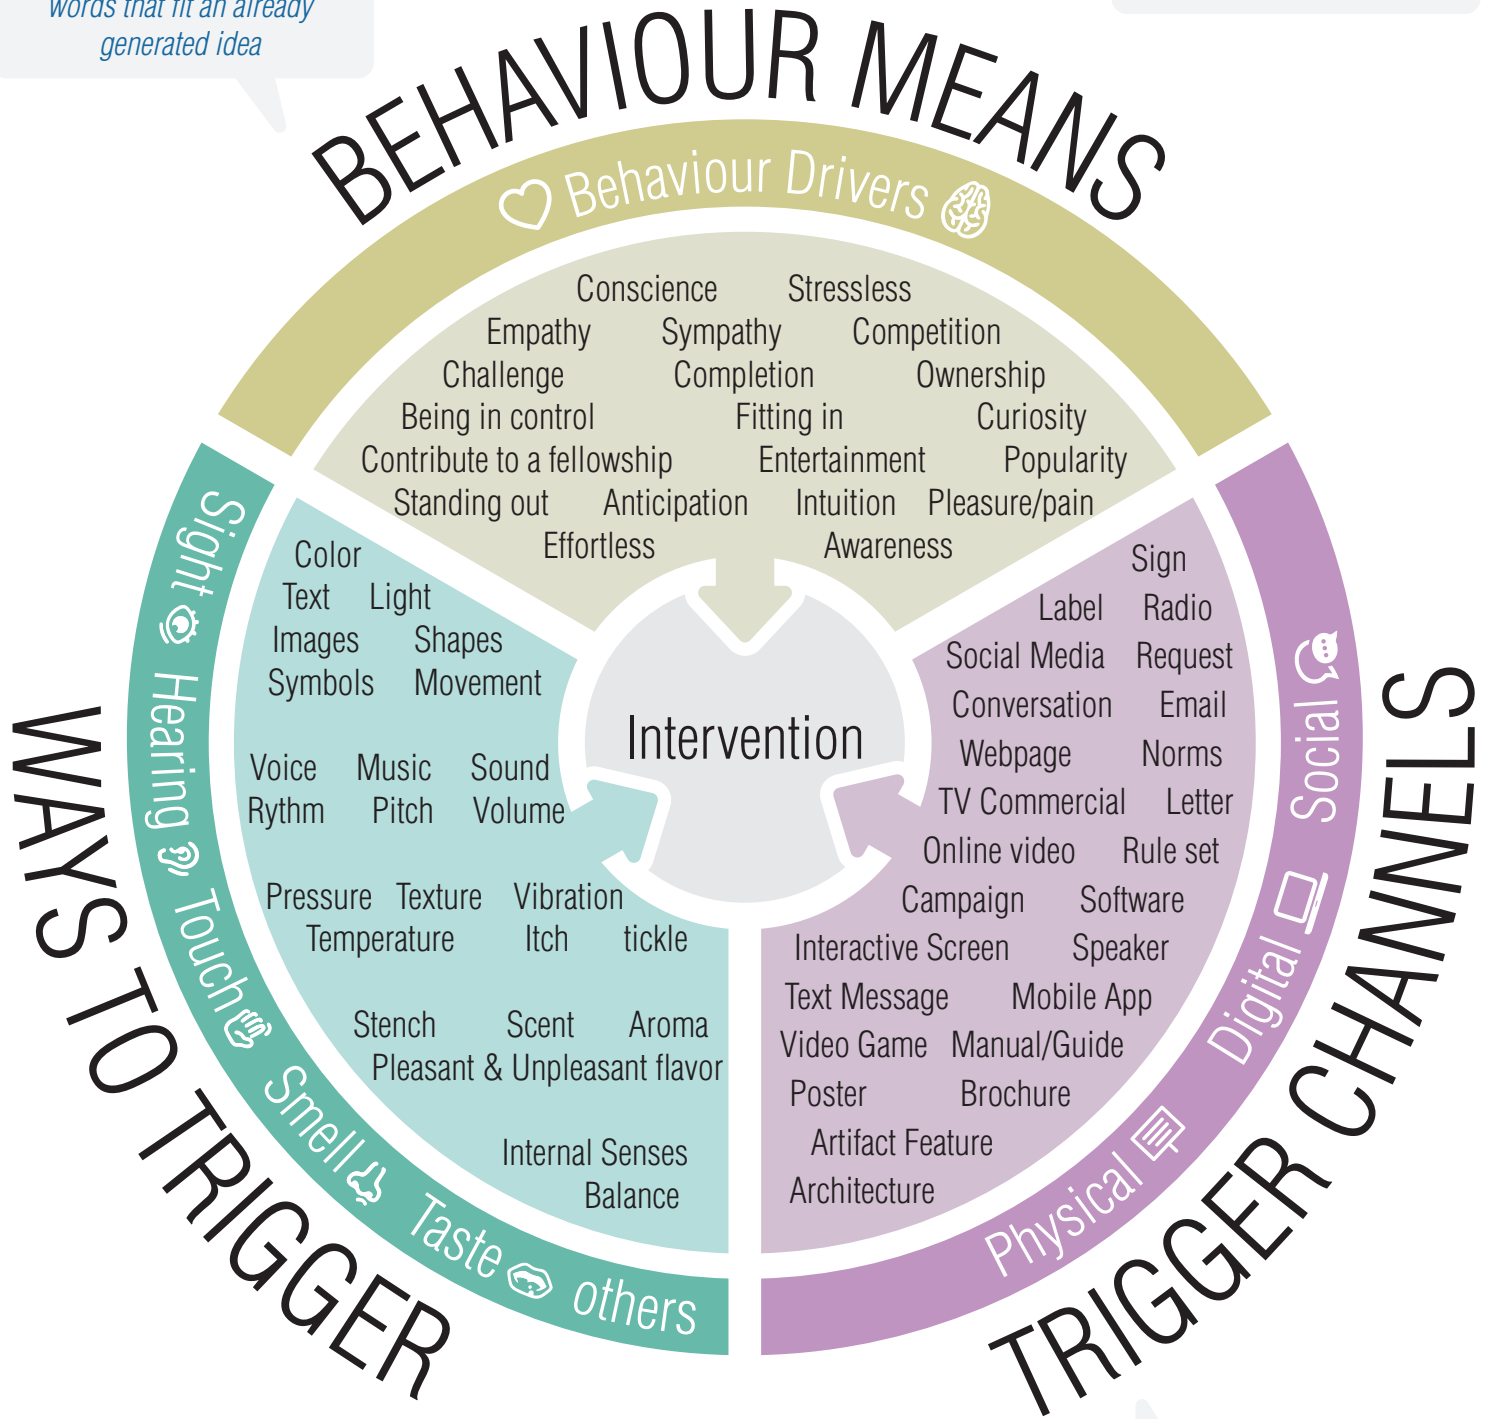 words that fit an already
generated idea
BEHAVIOUR MEANS
Behaviour Drivers
Conscience Stressless
Empathy Sympathy Competition
Challenge Completion Ownership
Being in control Fitting in Curiosity
Contribute to a fellowship Entertainment Popularity
Standing out Anticipation Intuition Pleasure/pain
Effortless Awareness
Intervention
WAYS TO TRIGGER
Sight
Hearing
Touch
Smell
Taste
others
Color
Text Light
Images Shapes
Symbols Movement
Voice Music Sound
Rythm Pitch Volume
Pressure Texture Vibration
Temperature Itch tickle
Stench Scent Aroma
Pleasant & Unpleasant flavor
Internal Senses
Balance
TRIGGER CHANNELS
Social
Digital
Physical
Sign
Label Radio
Social Media Request
Conversation Email
Webpage Norms
TV Commercial Letter
Online video Rule set
Campaign Software
Interactive Screen Speaker
Text Message Mobile App
Video Game Manual/Guide
Poster Brochure
Artifact Feature
Architecture